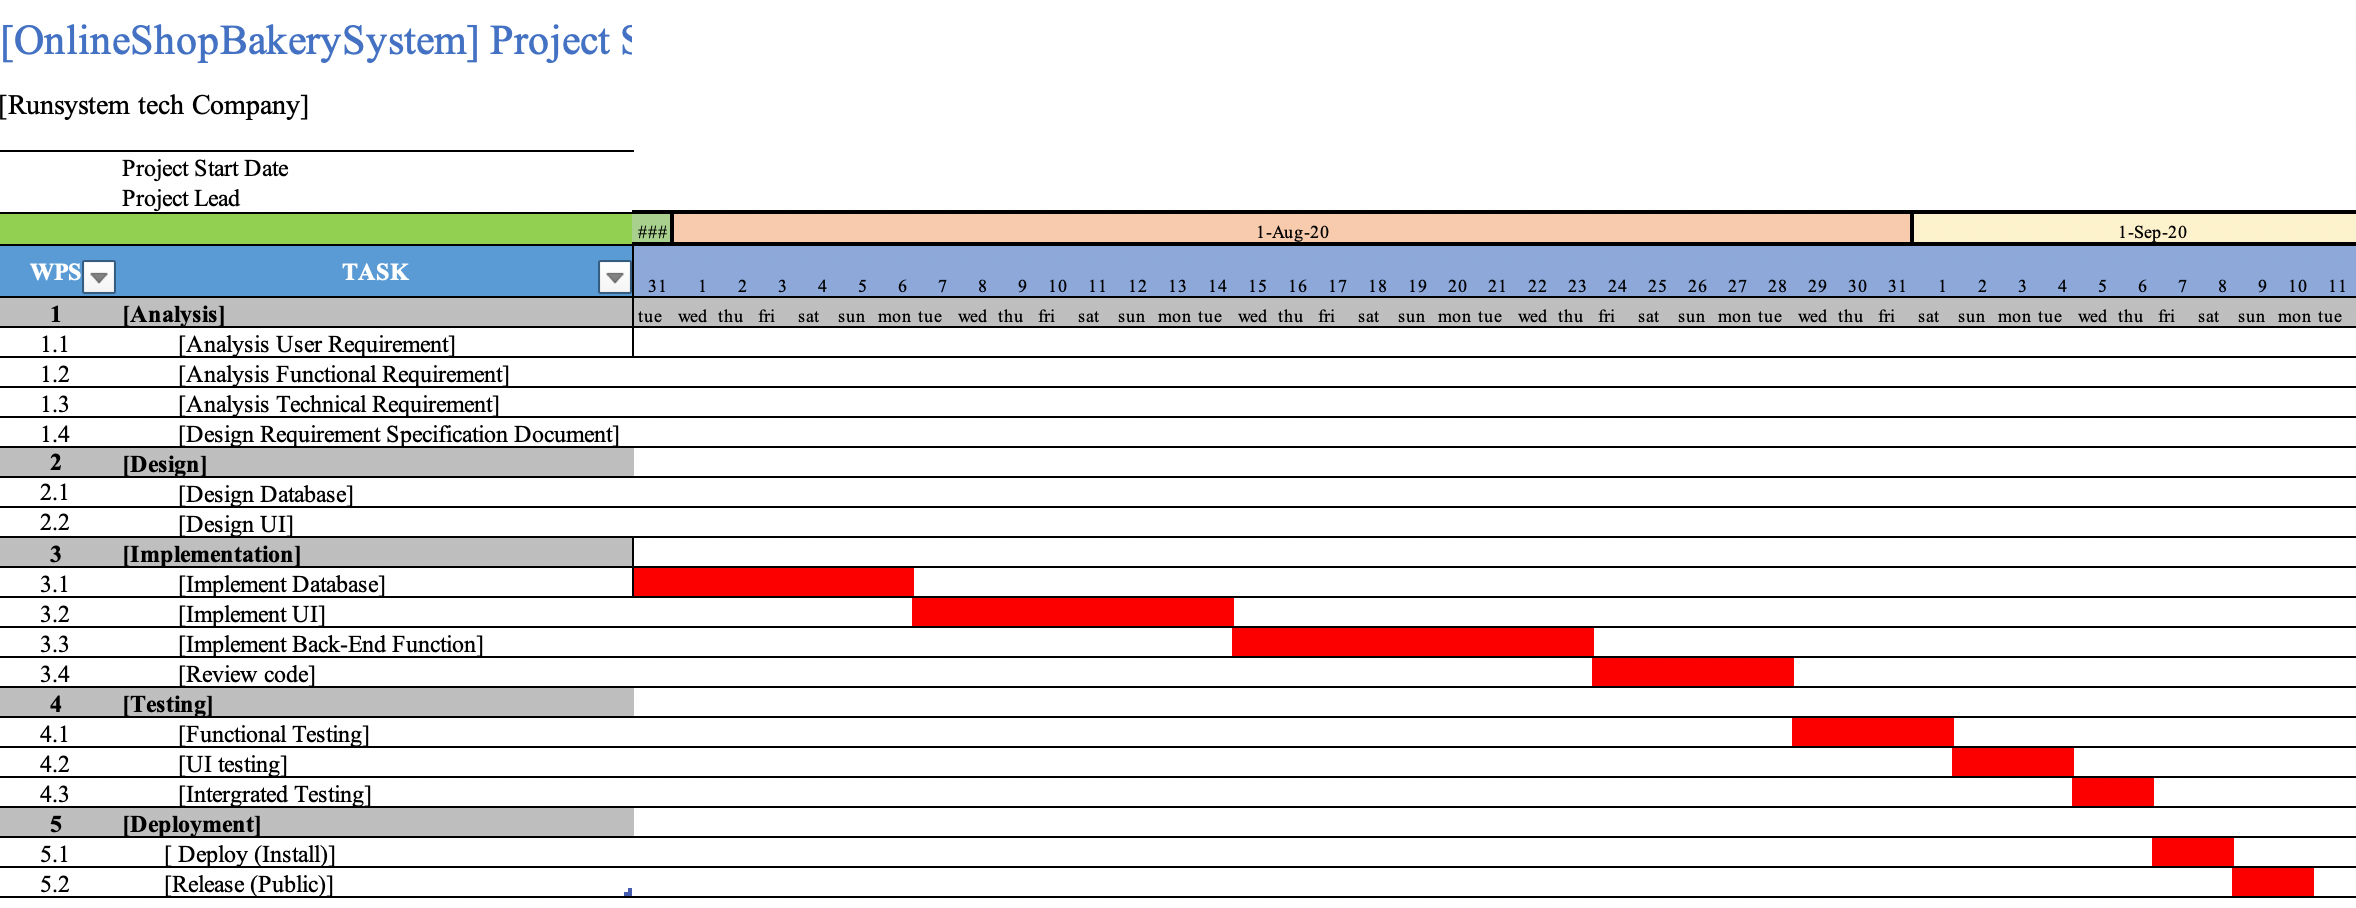 [OnlineShopBakerySystem] Project S
[Runsystem tech Company]
Project Start Date
Project Lead
### 1-Aug-20 1-Sep-20
WPS TASK 31 1 2 3 4 5 6 7 8 9 10 11 12 13 14 15 16 17 18 19 20 21 22 23 24 25 26 27 28 29 30 31 1 2 3 4 5 6 7 8 9 10 11
1 [Analysis] tue wed thu fri sat sun mon tue wed thu fri sat sun mon tue wed thu fri sat sun mon tue wed thu fri sat sun mon tue wed thu fri sat sun mon tue wed thu fri sat sun mon tue
1.1 [Analysis User Requirement]
1.2 [Analysis Functional Requirement]
1.3 [Analysis Technical Requirement]
1.4 [Design Requirement Specification Document]
2 [Design]
2.1 [Design Database]
2.2 [Design UI]
3 [Implementation]
3.1 [Implement Database]
3.2 [Implement UI]
3.3 [Implement Back-End Function]
3.4 [Review code]
4 [Testing]
4.1 [Functional Testing]
4.2 [UI testing]
4.3 [Intergrated Testing]
5 [Deployment]
5.1 [ Deploy (Install)]
5.2 [Release (Public)]